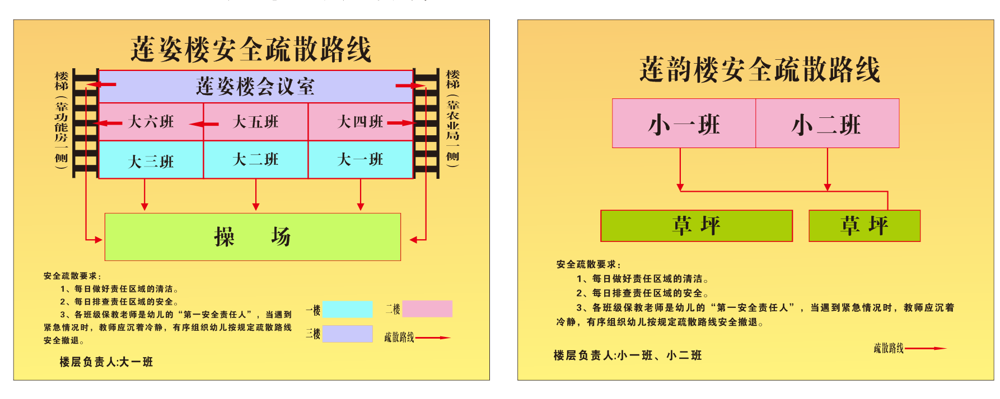 莲姿楼安全疏散路线
楼梯（靠功能房一侧）
莲姿楼会议室
楼梯（靠农业局一侧）
大六班
大五班
大四班
大三班
大二班
大一班
操 场
安全疏散要求：
1、每日做好责任区域的清洁。
2、每日排查责任区域的安全。
3、各班级保教老师是幼儿的“第一安全责任人”，当遇到
紧急情况时，教师应沉着冷静，有序组织幼儿按规定疏散路线
安全撤退。
楼层负责人:大一班
一楼
二楼
三楼
疏散路线
莲韵楼安全疏散路线
小一班
小二班
草 坪
草 坪
安全疏散要求：
1、每日做好责任区域的清洁。
2、每日排查责任区域的安全。
3、各班级保教老师是幼儿的“第一安全责任人”，当遇到紧急情况时，教师应沉着
冷静，有序组织幼儿按规定疏散路线安全撤退。
楼层负责人:小一班、小二班
疏散路线